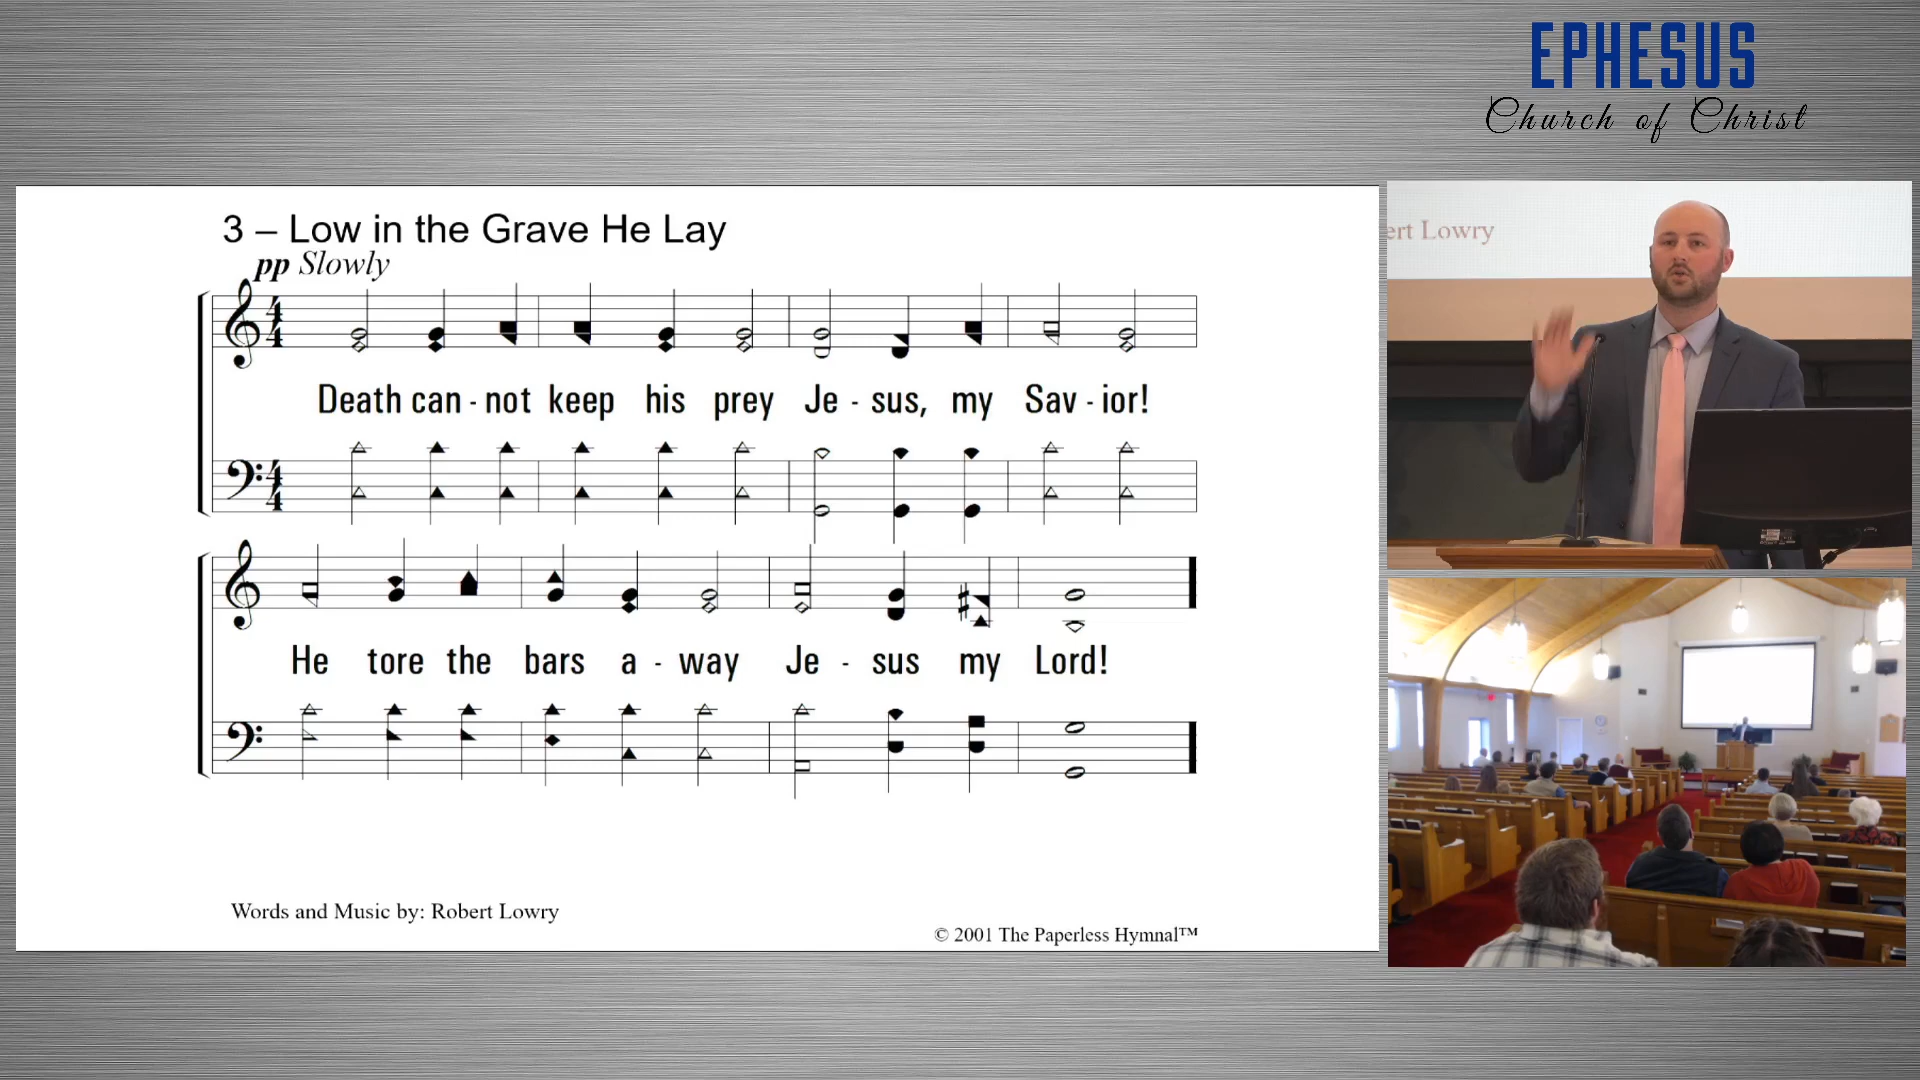 EPHESUS
Church of Christ
3 – Low in the Grave He Lay
pp Slowly
Death can - not keep his prey Je - sus, my Sav - ior!
He tore the bars a - way Je - sus my Lord!
Words and Music by: Robert Lowry
© 2001 The Paperless Hymnal™
ert Lowry